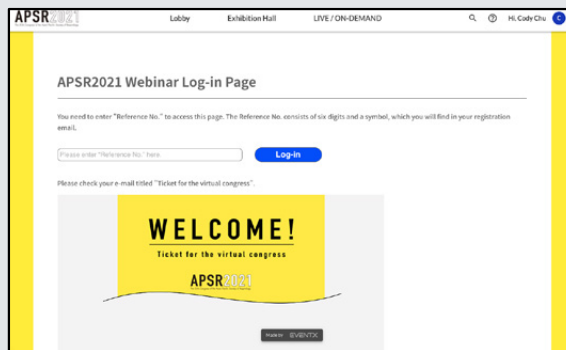 APSR2021
Lobby Exhibition Hall LIVE / ON-DEMAND Hi, Cady Chu C
APSR2021 Webinar Log-in Page
You need to enter "Reference No." to access this page. The Reference No. consists of six digits and a symbol, which you will find in your registration
email.
Please enter "Reference No." here. Log-in
Please check your e-mail titled "Ticket for the virtual congress".
WELCOME!
Ticket for the virtual congress
APSR2021
Made by EVENTX